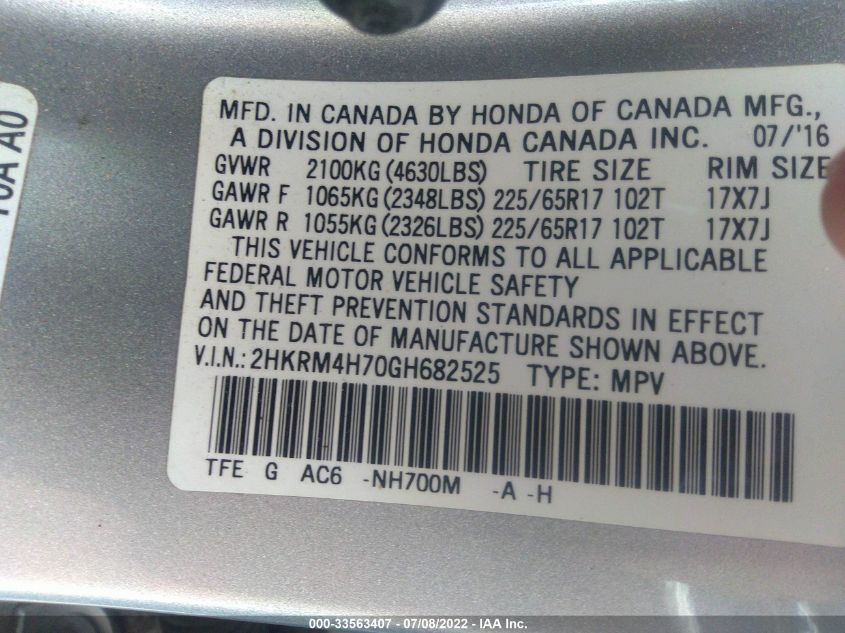 MFD. IN CANADA BY HONDA OF CANADA MFG.,
A DIVISION OF HONDA CANADA INC. 07/'16
GVWR 2100KG (4630LBS) TIRE SIZE RIM SIZE
GAWR F 1065KG (2348LBS) 225/65R17 102T 17X7J
GAWR R 1055KG (2326LBS) 225/65R17 102T 17X7J
THIS VEHICLE CONFORMS TO ALL APPLICABLE
FEDERAL MOTOR VEHICLE SAFETY
AND THEFT PREVENTION STANDARDS IN EFFECT
ON THE DATE OF MANUFACTURE SHOWN ABOVE.
V.I.N.: 2HKRM4H70GH682525 TYPE: MPV
TFE G AC6 -NH700M -A -H
A0
000-33563407 - 07/08/2022 - IAA Inc.